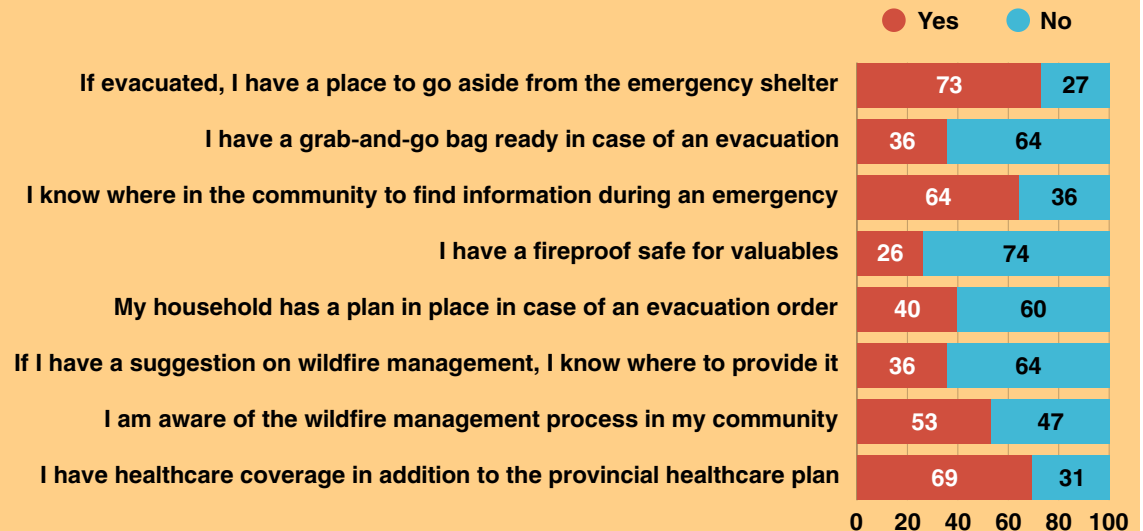 Yes No
If evacuated, I have a place to go aside from the emergency shelter 73 27
I have a grab-and-go bag ready in case of an evacuation 36 64
I know where in the community to find information during an emergency 64 36
I have a fireproof safe for valuables 26 74
My household has a plan in place in case of an evacuation order 40 60
If I have a suggestion on wildfire management, I know where to provide it 36 64
I am aware of the wildfire management process in my community 53 47
I have healthcare coverage in addition to the provincial healthcare plan 69 31
0 20 40 60 80 100